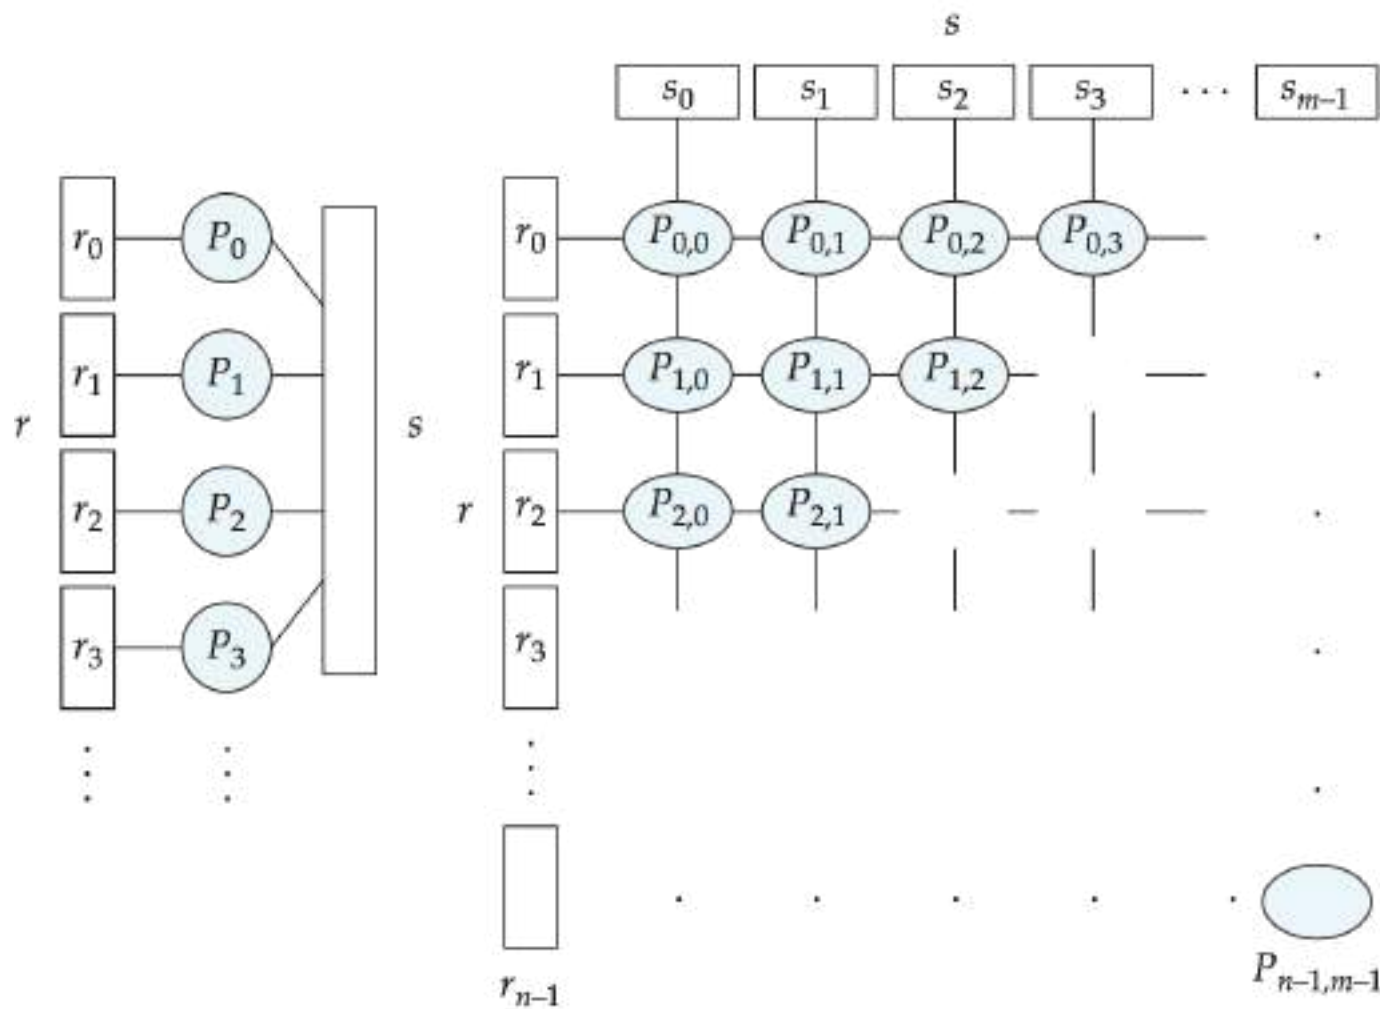 s
s₀ s₁ s₂ s₃ · · · sₘ₋₁
r₀ P₀ r₀ P₀,₀ P₀,₁ P₀,₂ P₀,₃
r₁ P₁ r₁ P₁,₀ P₁,₁ P₁,₂
r s
r₂ P₂ r r₂ P₂,₀ P₂,₁
r₃ P₃ r₃
Pₙ₋₁,ₘ₋₁
rₙ₋₁